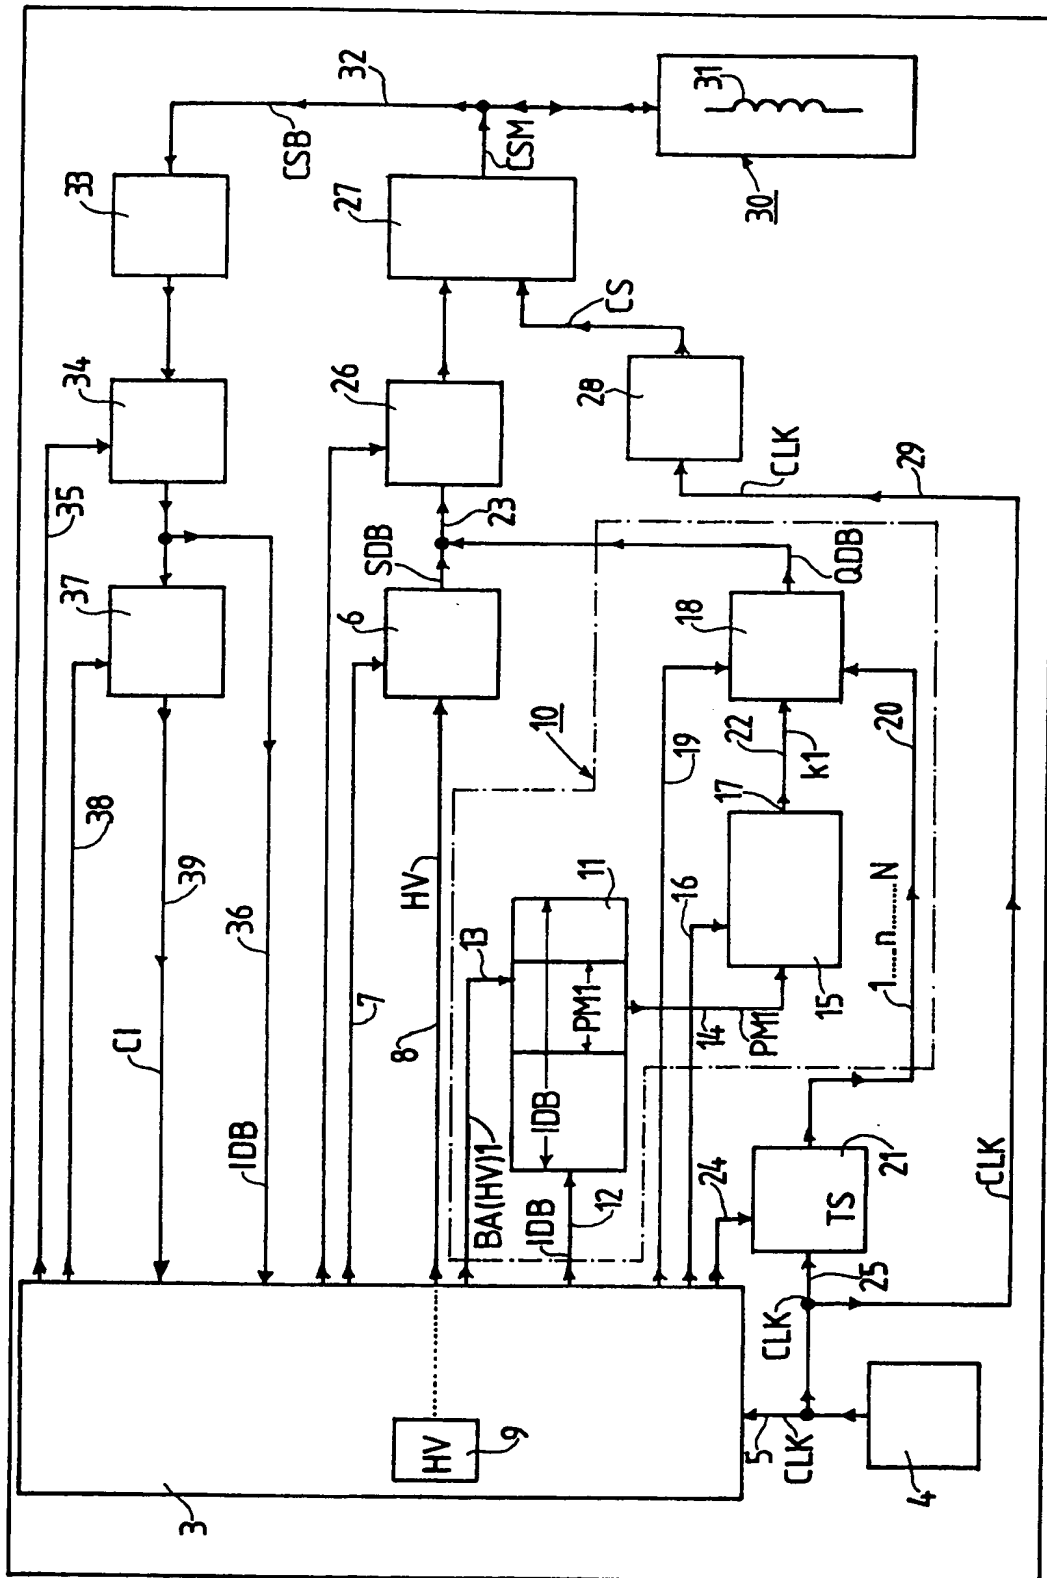 35
34
33
CSB
32
38
37
39
C1
36
IDB
7
6
SDB
23
26
27
CSM
31
30
8
HV
HV
9
3
10
BA(HV)1
13
11
IDB
PM1
IDB
12
14
PM1
19
16
15
17
22
k1
18
QDB
CS
28
CLK
29
24
TS
21
1.....n..........N
20
25
CLK
CLK
5
CLK
4